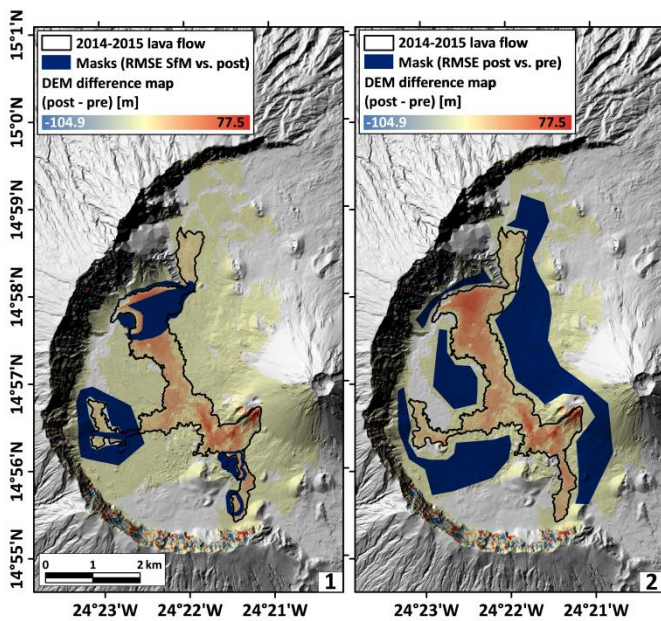 2014-2015 lava flow
Masks (RMSE SfM vs. post)
DEM difference map
(post - pre) [m]
-104.9 77.5
2014-2015 lava flow
Mask (RMSE post vs. pre)
DEM difference map
(post - pre) [m]
-104.9 77.5
15°1'N
15°0'N
14°59'N
14°58'N
14°57'N
14°56'N
14°55'N
0 1 2 km
1
2
24°23'W 24°22'W 24°21'W
24°23'W 24°22'W 24°21'W